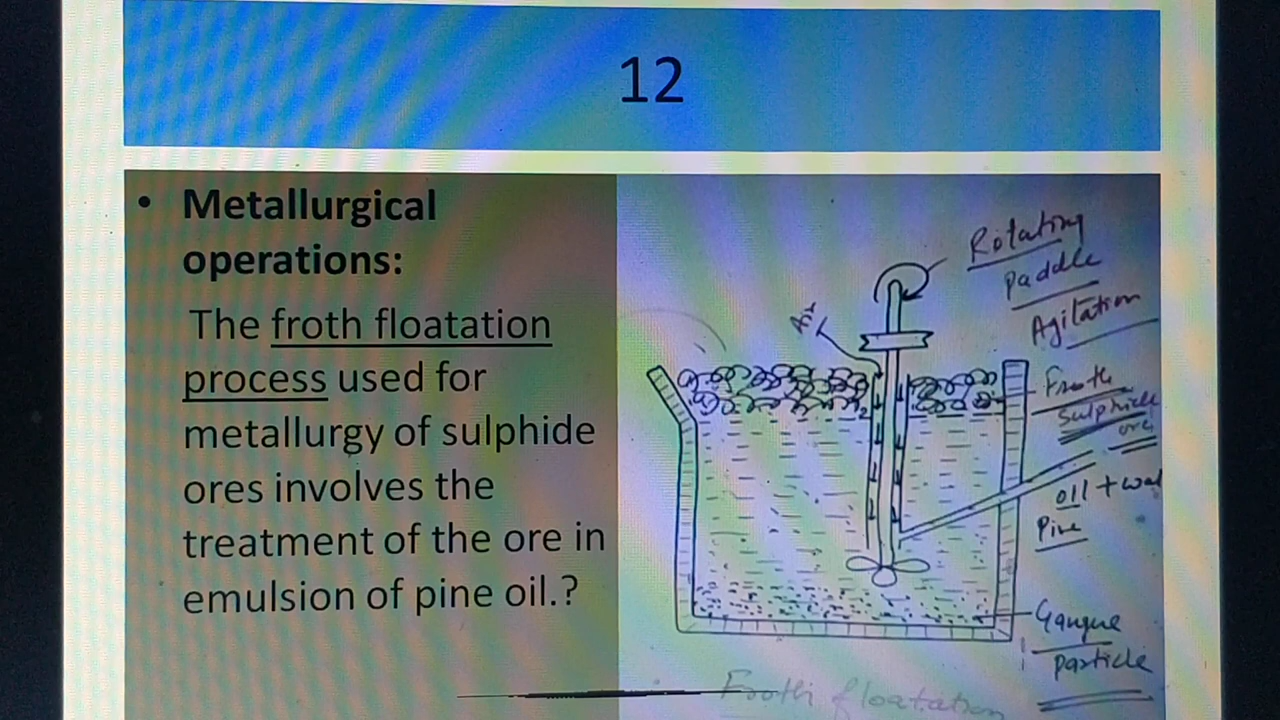 12
• Metallurgical
operations:
The froth floatation
process used for
metallurgy of sulphide
ores involves the
treatment of the ore in
emulsion of pine oil.?
Rotating
paddle
Agitation
Air
Froth
sulphide
ore
oil + wat
Pine
Gangue
particle
Froth floatation